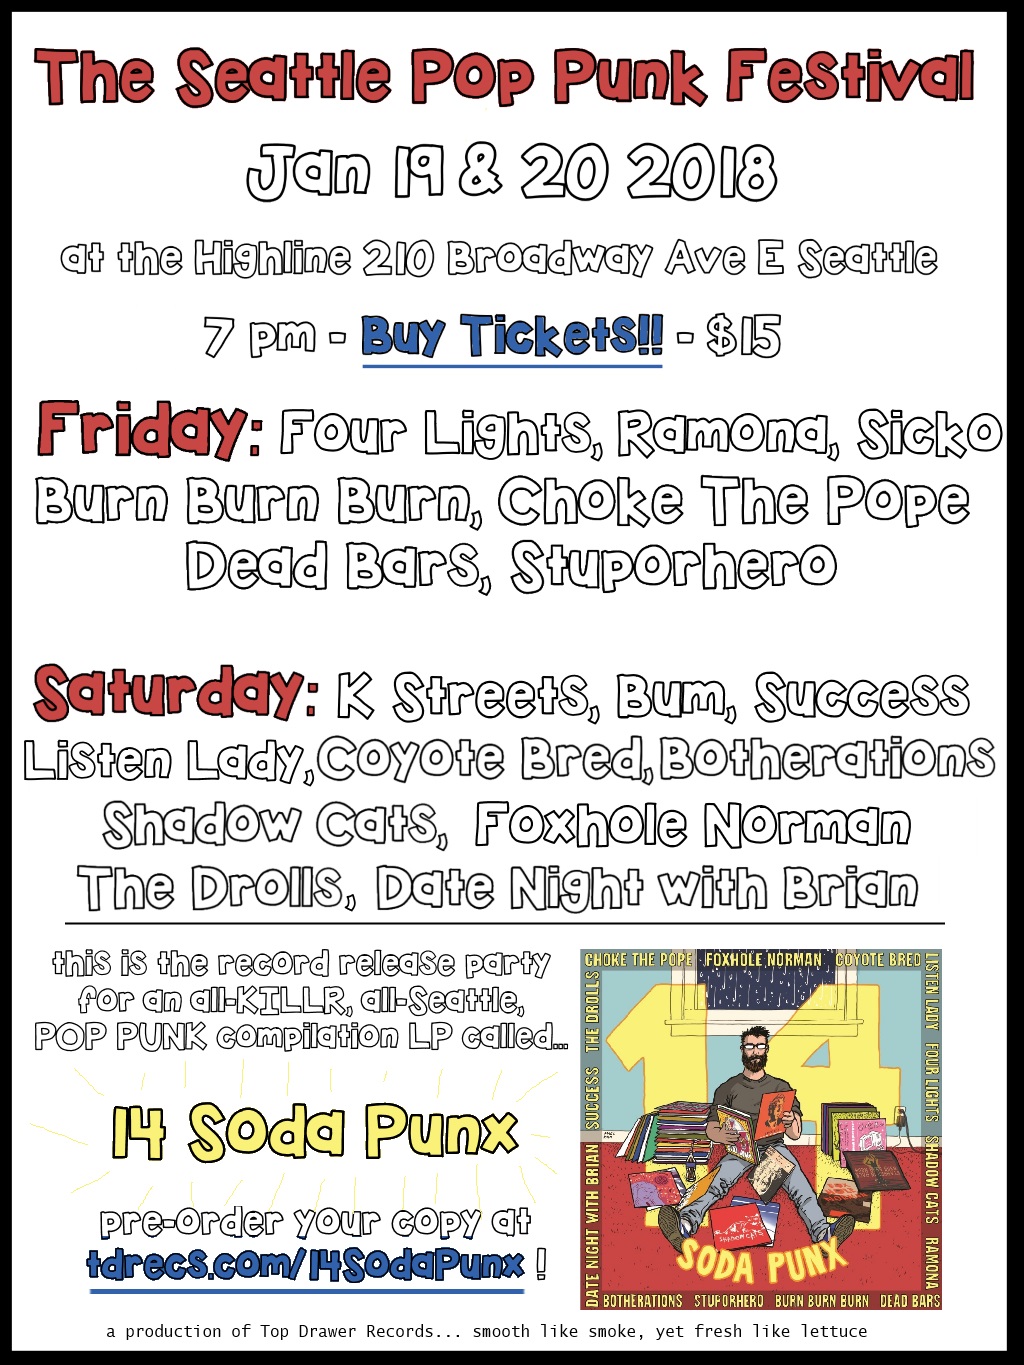 The Seattle Pop Punk Festival
Jan 19 & 20 2018
at the Highline 210 Broadway Ave E Seattle
7 pm - Buy Tickets!! - $15
Friday: Four Lights, Ramona, Sicko
Burn Burn Burn, Choke The Pope
Dead Bars, Stuporhero
Saturday: K Streets, Bum, Success
Listen Lady, Coyote Bred, Botherations
Shadow Cats, Foxhole Norman
The Drolls, Date Night with Brian
this is the record release party
for an all-KILLR, all-Seattle,
POP PUNK compilation LP called...
14 Soda Punx
pre-order your copy at
tdrecs.com/14SodaPunx !
CHOKE THE POPE FOXHOLE NORMAN COYOTE BRED
LISTEN LADY FOUR LIGHTS SHADOW CATS RAMONA
DATE NIGHT WITH BRIAN SUCCESS THE DROLLS
14
SHADOW CATS
SODA PUNX
BOTHERATIONS STUPORHERO BURN BURN BURN DEAD BARS
a production of Top Drawer Records... smooth like smoke, yet fresh like lettuce